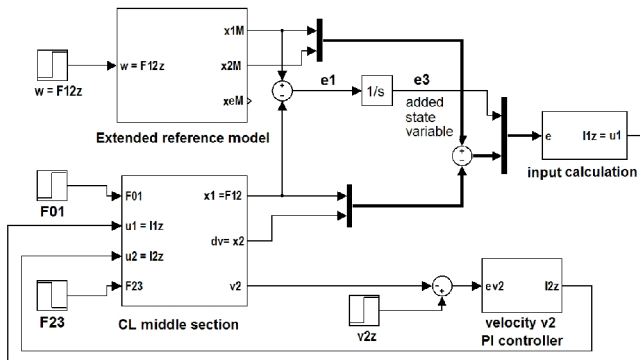 w = F12z
w = F12z
x1M
x2M
xeM
Extended reference model
+
-
e1
1/s
e3
added
state
variable
+
-
e
I1z = u1
input calculation
F01
F01
u1 = I1z
u2 = I2z
F23
F23
x1 =F12
dv= x2
v2
CL middle section
-
+
v2z
ev2
I2z
velocity v2
PI controller